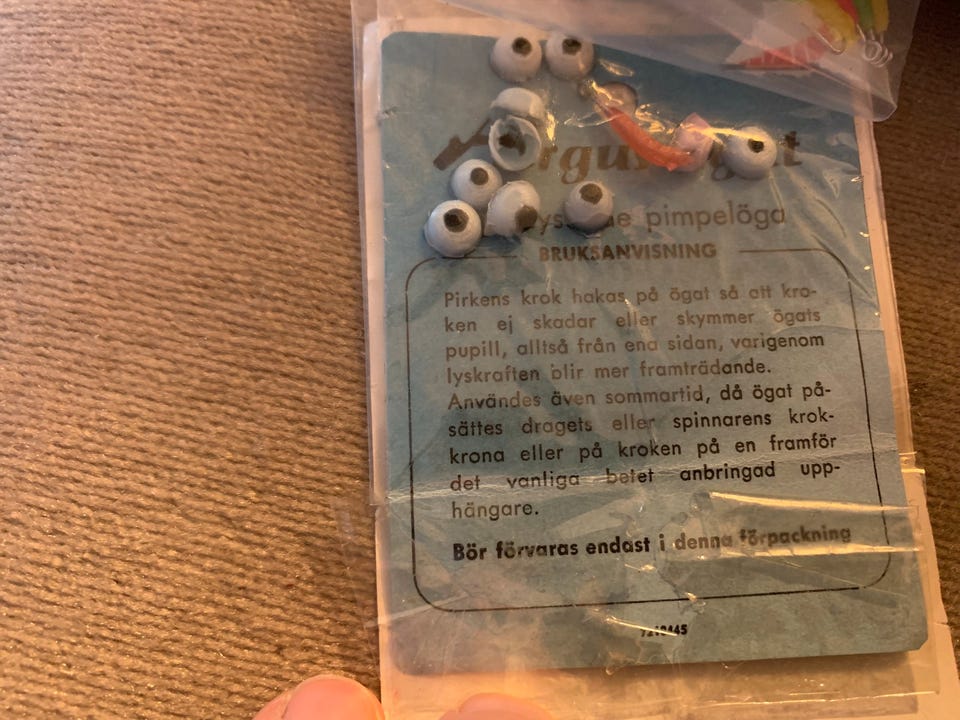 pimpelöga
BRUKSANVISNING
Pirkens krok hakas på ögat så att kro-
ken ej skadar eller skymmer ögats
pupill, alltså från ena sidan, varigenom
lyskraften blir mer framträdande.
Användes även sommartid, då ögat på-
sättes dragets eller spinnarens krok-
krona eller på kroken på en framför
det vanliga betet anbringad upp-
hängare.
Bör förvaras endast i denna förpackning